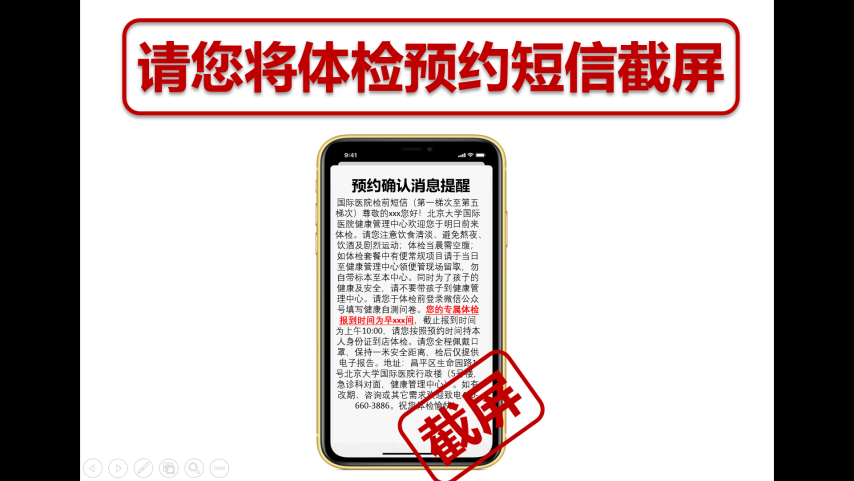 请您将体检预约短信截屏
9:41
预约确认消息提醒
国际医院检前短信（第一梯次至第五
梯次）尊敬的xxx您好！北京大学国际
医院健康管理中心欢迎您于明日前来
体检。请您注意饮食清淡、避免熬夜、
饮酒及剧烈运动；体检当晨需空腹；
如体检套餐中有便常规项目请于当日
至健康管理中心领便管现场留取，勿
自带标本至本中心。同时为了孩子的
健康及安全，请不要带孩子到健康管
理中心。请您于体检前登录微信公众
号填写健康自测问卷。您的专属体检
报到时间为早xxx间，截止报到时间
为上午10:00，请您按照预约时间持本
人身份证到店体检。请您全程佩戴口
罩，保持一米安全距离，检后仅提供
电子报告。地址：昌平区生命园路1
号北京大学国际医院行政楼（5号楼，
急诊科对面，健康管理中心）。如有
改期、咨询或其它需求欢迎致电
660-3886。祝您体检愉快
截屏